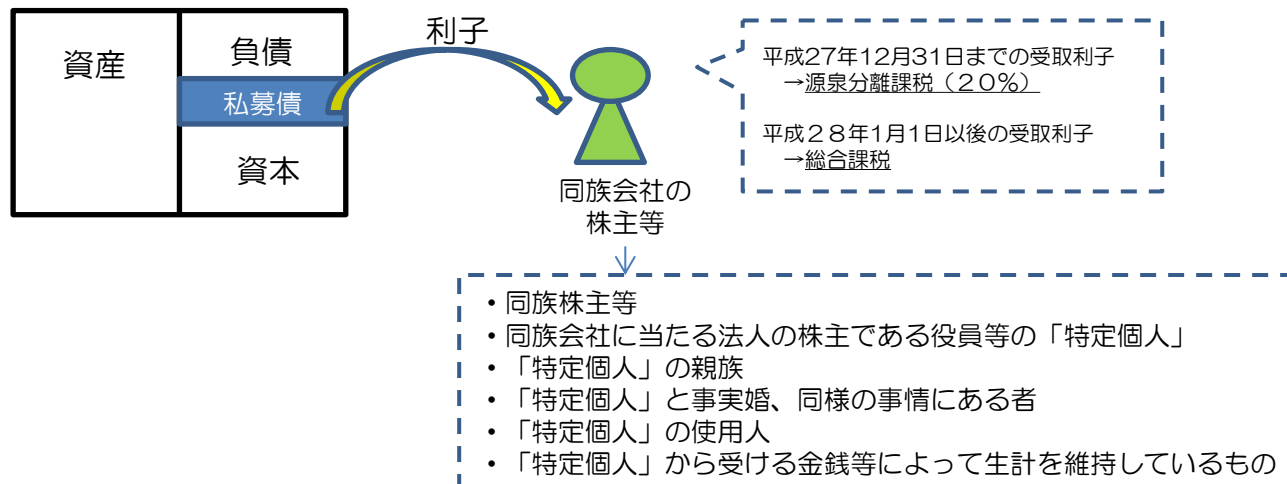 資産
負債
私募債
資本
利子
同族会社の
株主等
平成27年12月31日までの受取利子
→源泉分離課税（２０％）
平成２８年1月1日以後の受取利子
→総合課税
・同族株主等
・同族会社に当たる法人の株主である役員等の「特定個人」
・「特定個人」の親族
・「特定個人」と事実婚、同様の事情にある者
・「特定個人」の使用人
・「特定個人」から受ける金銭等によって生計を維持しているもの